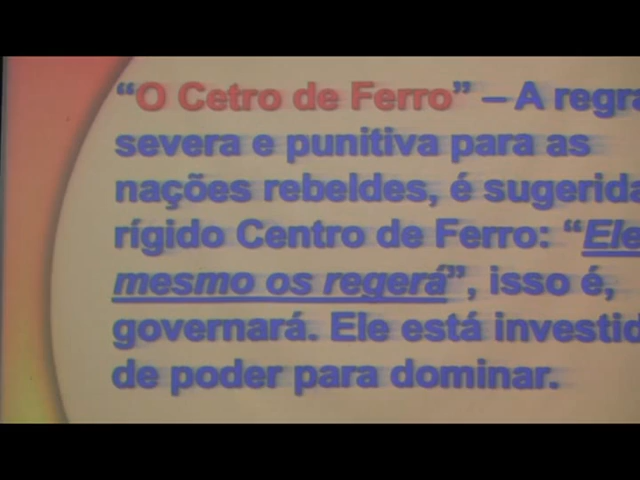 “O Cetro de Ferro” – A regra
severa e punitiva para as
nações rebeldes, é sugerida
rígido Centro de Ferro: “Ele
mesmo os regerá”, isso é,
governará. Ele está investid
de poder para dominar.